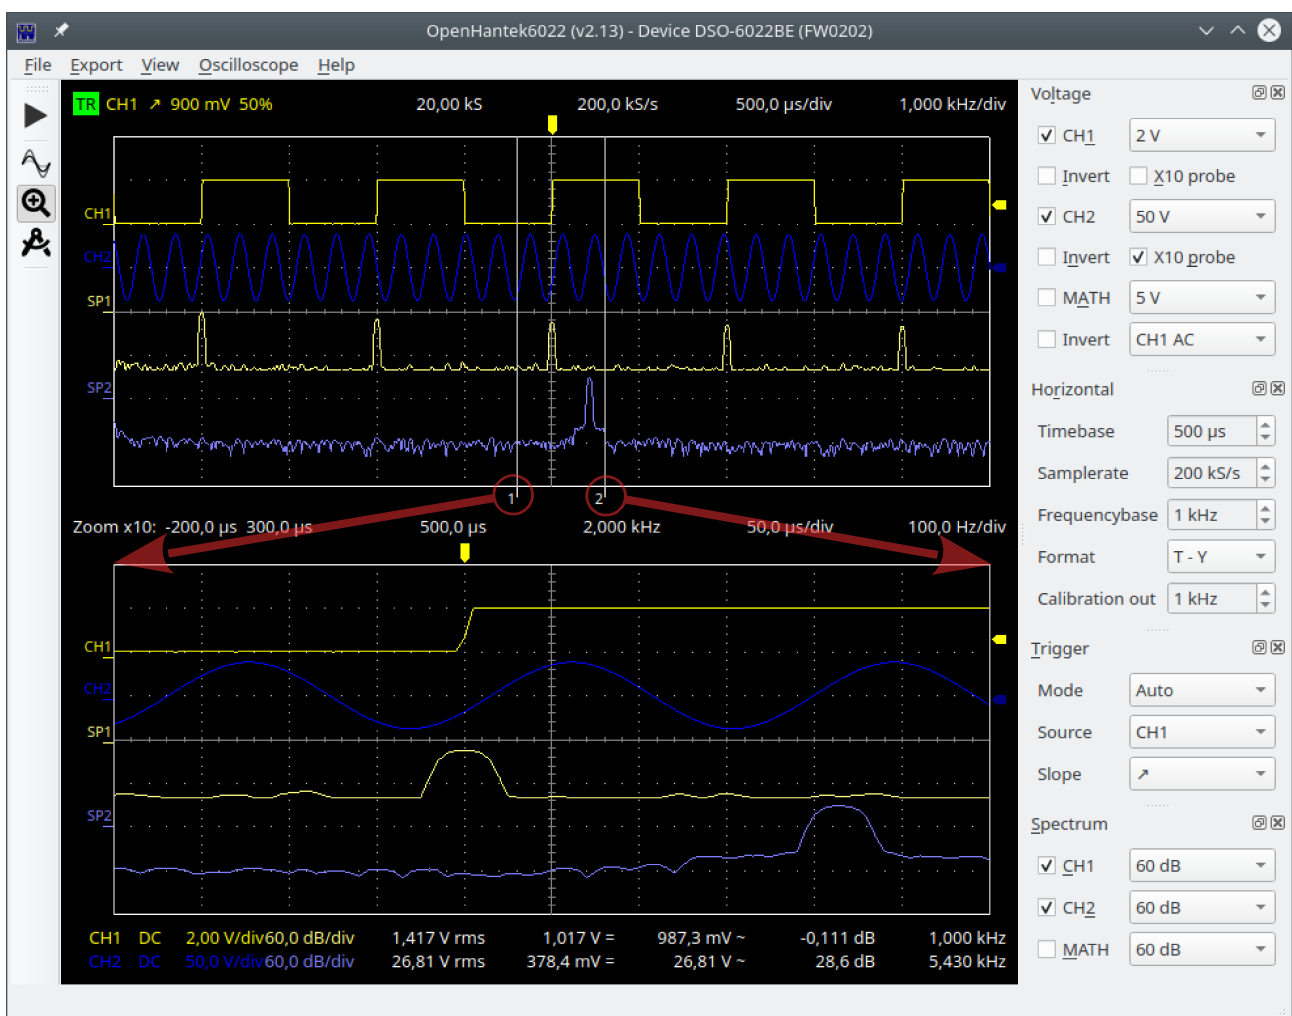 OpenHantek6022 (v2.13) - Device DSO-6022BE (FW0202)
File Export View Oscilloscope Help
TR CH1 ↗ 900 mV 50% 20,00 kS 200,0 kS/s 500,0 µs/div 1,000 kHz/div
CH1
CH2
SP1
SP2
1 2
Zoom x10: -200,0 µs 300,0 µs 500,0 µs 2,000 kHz 50,0 µs/div 100,0 Hz/div
CH1
CH2
SP1
SP2
CH1 DC 2,00 V/div 60,0 dB/div 1,417 V rms 1,017 V = 987,3 mV ~ -0,111 dB 1,000 kHz
CH2 DC 50,0 V/div 60,0 dB/div 26,81 V rms 378,4 mV = 26,81 V ~ 28,6 dB 5,430 kHz
Voltage
CH1 2 V
Invert X10 probe
CH2 50 V
Invert X10 probe
MATH 5 V
Invert CH1 AC
Horizontal
Timebase 500 µs
Samplerate 200 kS/s
Frequencybase 1 kHz
Format T - Y
Calibration out 1 kHz
Trigger
Mode Auto
Source CH1
Slope ↗
Spectrum
CH1 60 dB
CH2 60 dB
MATH 60 dB